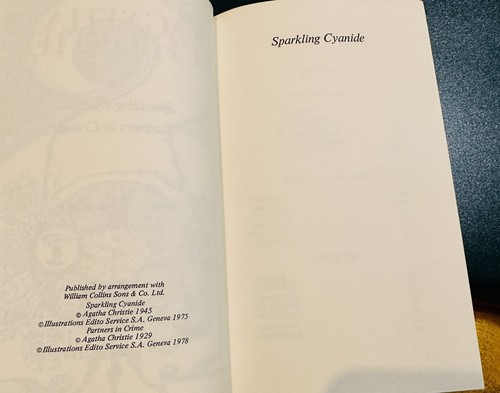 Published by arrangement with
William Collins Sons & Co. Ltd.
Sparkling Cyanide
© Agatha Christie 1945
©Illustrations Edito Service S.A. Geneva 1975
Partners in Crime
© Agatha Christie 1929
©Illustrations Edito Service S.A. Geneva 1978
Sparkling Cyanide